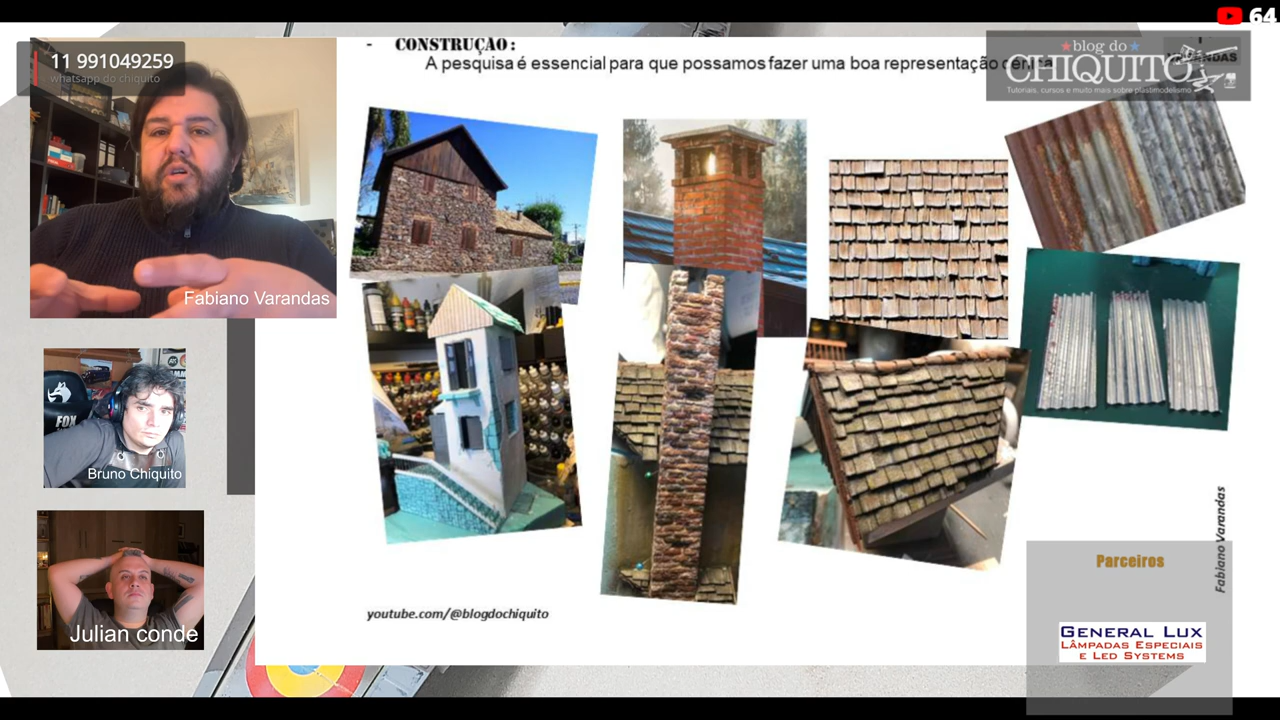 64
11 991049259
whatsapp do chiquito
- CONSTRUÇÃO:
A pesquisa é essencial para que possamos fazer uma boa representação
blog do
CHIQUITO
Tutoriais, cursos e muito mais sobre plastimodelismo
Fabiano Varandas
FOX
Bruno Chiquito
Julian conde
youtube.com/@blogdochiquito
Fabiano Varandas
Parceiros
GENERAL LUX
LÂMPADAS ESPECIAIS
E LED SYSTEMS